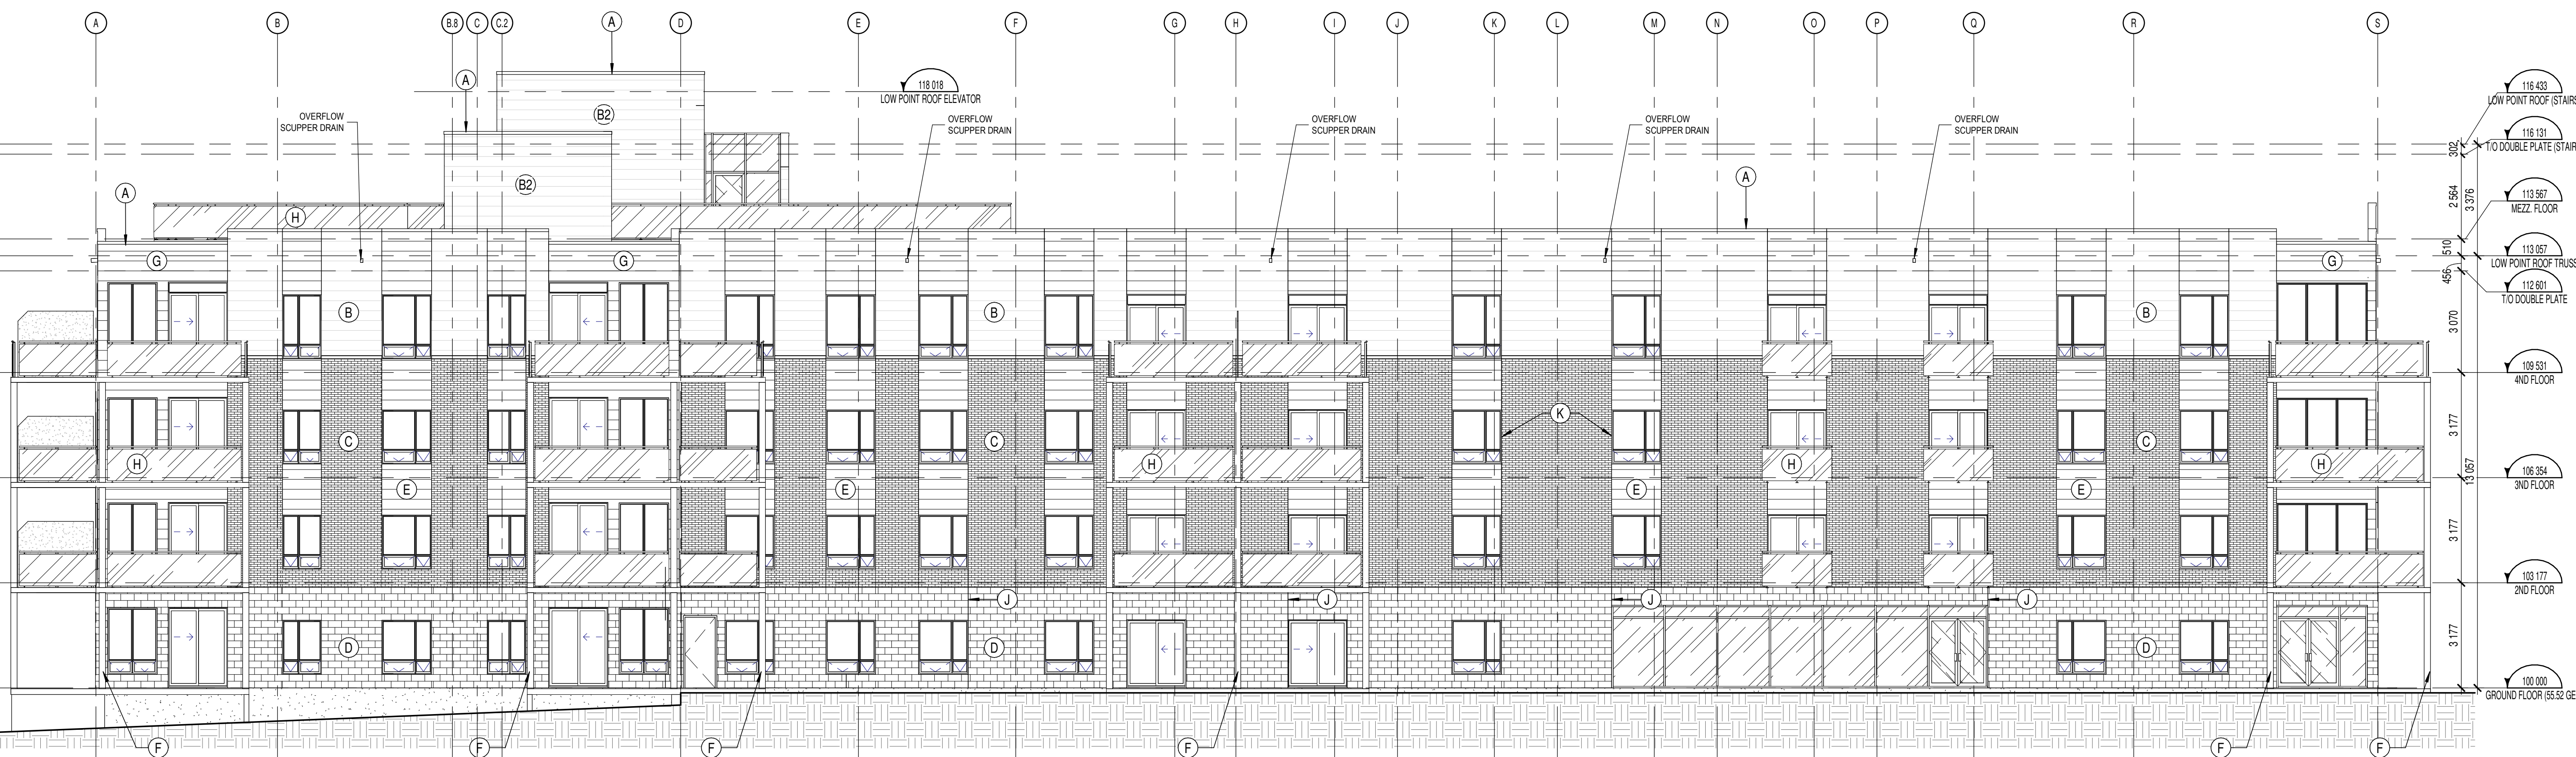 A B B.8 C C.2 A D E F G H I J K L M N O P Q R S
A
118 018
LOW POINT ROOF ELEVATOR
116 433
LOW POINT ROOF (STAIRS
B2
OVERFLOW
SCUPPER DRAIN
OVERFLOW
SCUPPER DRAIN
OVERFLOW
SCUPPER DRAIN
OVERFLOW
SCUPPER DRAIN
OVERFLOW
SCUPPER DRAIN
116 131
T/O DOUBLE PLATE (STAIR
302
2 564
3 376
A
B2
A
113 567
MEZZ. FLOOR
H
510
G
G
G
113 057
LOW POINT ROOF TRUSS
456
112 601
T/O DOUBLE PLATE
B
B
B
3 070
109 531
4ND FLOOR
K
C
C
C
3 177
H
H
H
H
13 057
106 354
3ND FLOOR
E
E
E
E
3 177
103 177
2ND FLOOR
J
J
J
J
D
D
D
3 177
100 000
GROUND FLOOR (55.52 GE
F
F
F
F
F
F